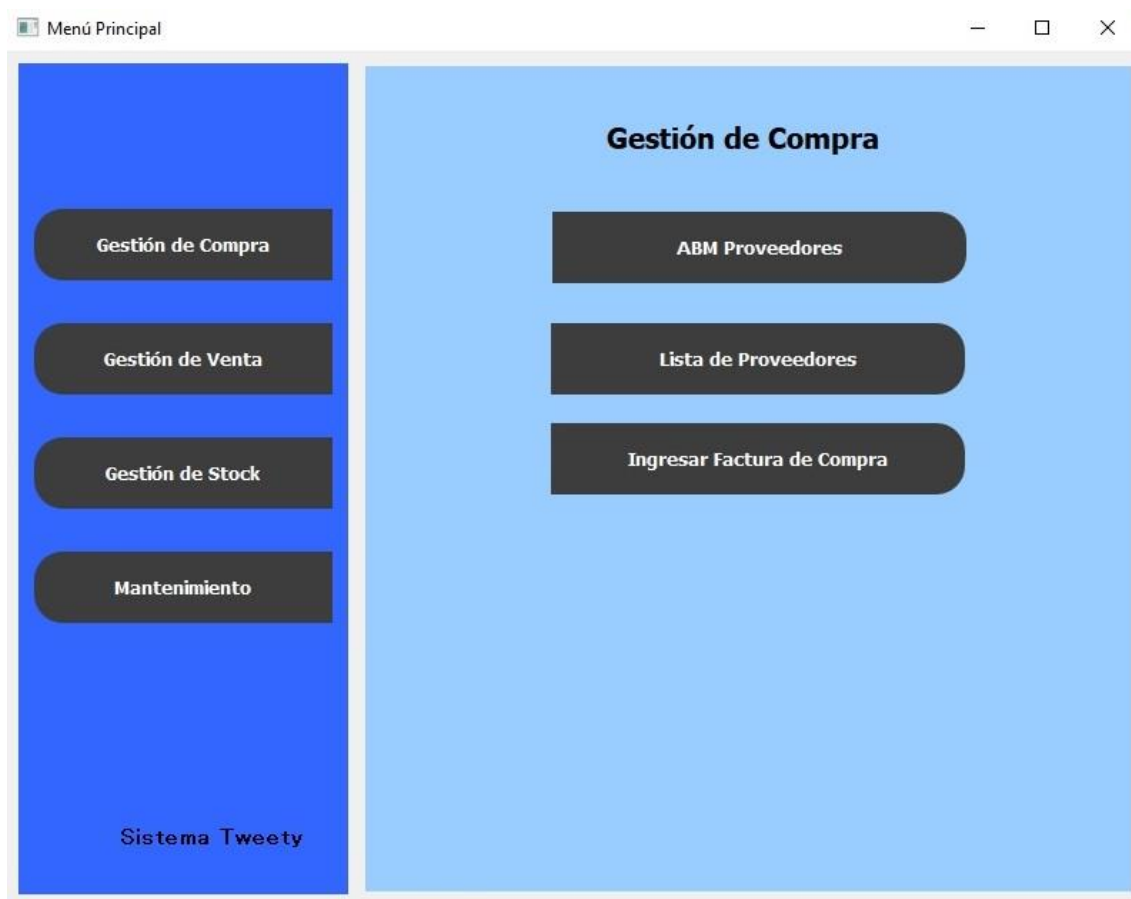 Menú Principal
Gestión de Compra
Gestión de Venta
Gestión de Stock
Mantenimiento
Sistema Tweety
Gestión de Compra
ABM Proveedores
Lista de Proveedores
Ingresar Factura de Compra